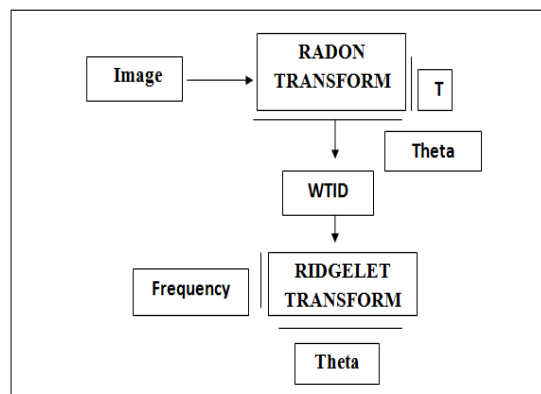 Image
RADON
TRANSFORM
T
Theta
WTID
Frequency
RIDGELET
TRANSFORM
Theta